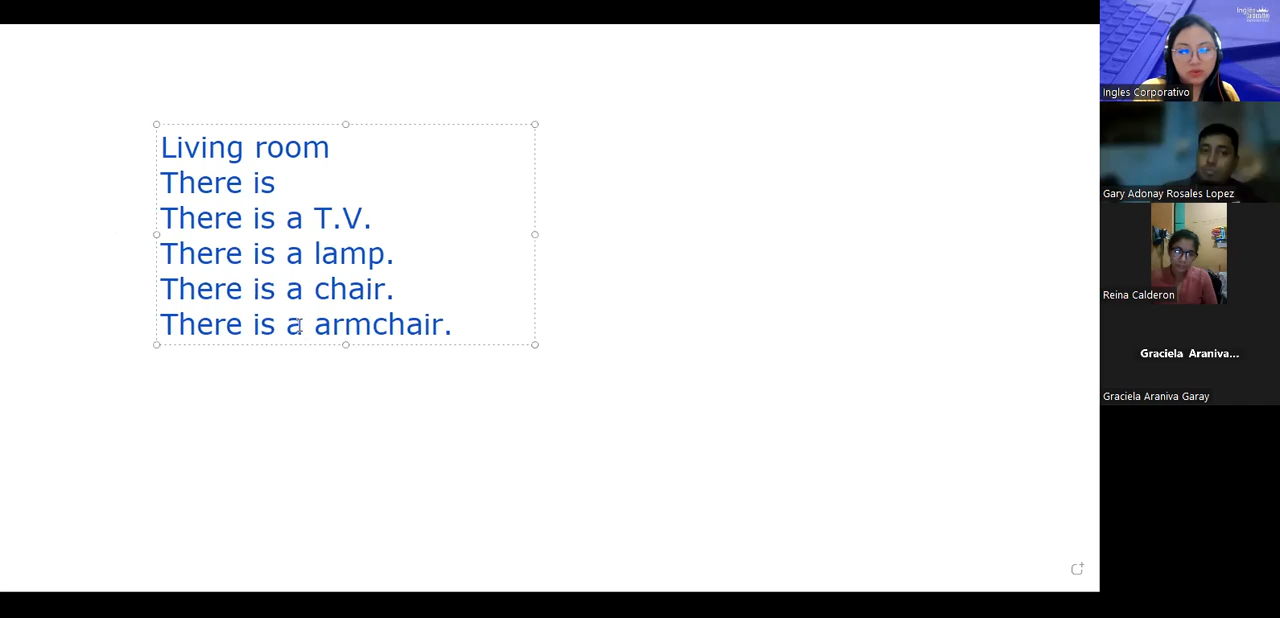 Living room
There is
There is a T.V.
There is a lamp.
There is a chair.
There is a armchair.
Ingles Corporativo
Gary Adonay Rosales Lopez
Reina Calderon
Graciela Araniva...
Graciela Araniva Garay